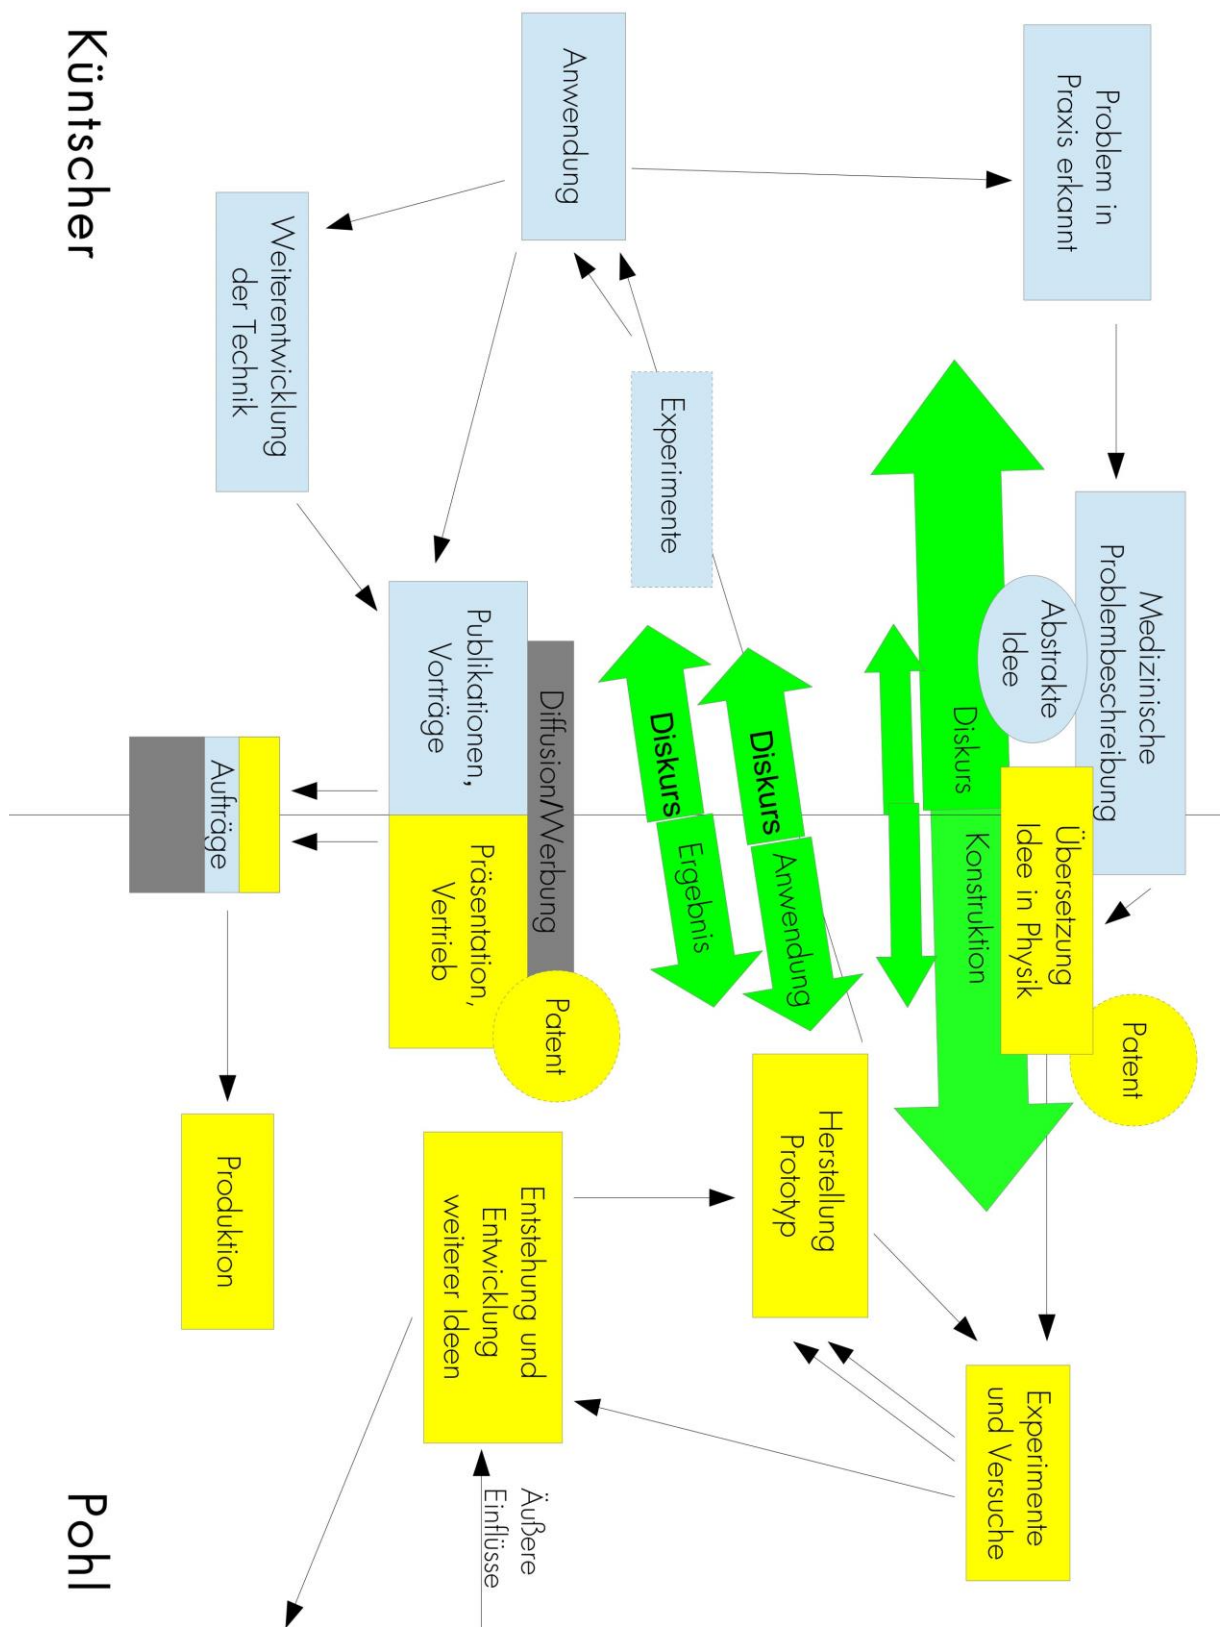 Problem in
Praxis erkannt
Medizinische
Problembeschreibung
Abstrakte
Idee
Übersetzung
Idee in Physik
Patent
Experimente
und Versuche
Diskurs
Konstruktion
Herstellung
Prototyp
Diskurs
Anwendung
Diskurs
Ergebnis
Experimente
Anwendung
Entstehung und
Entwicklung
weiterer Ideen
Äußere
Einflüsse
Diffusion/Werbung
Patent
Publikationen,
Vorträge
Präsentation,
Vertrieb
Weiterentwicklung
der Technik
Aufträge
Produktion
Küntscher
Pohl